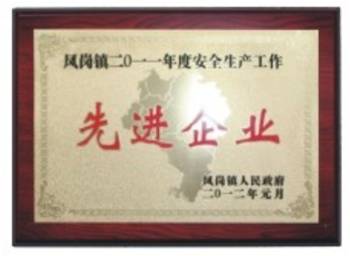 凤岗镇二〇一一年度安全生产工作
先进企业
凤岗镇人民政府
二〇一二年元月